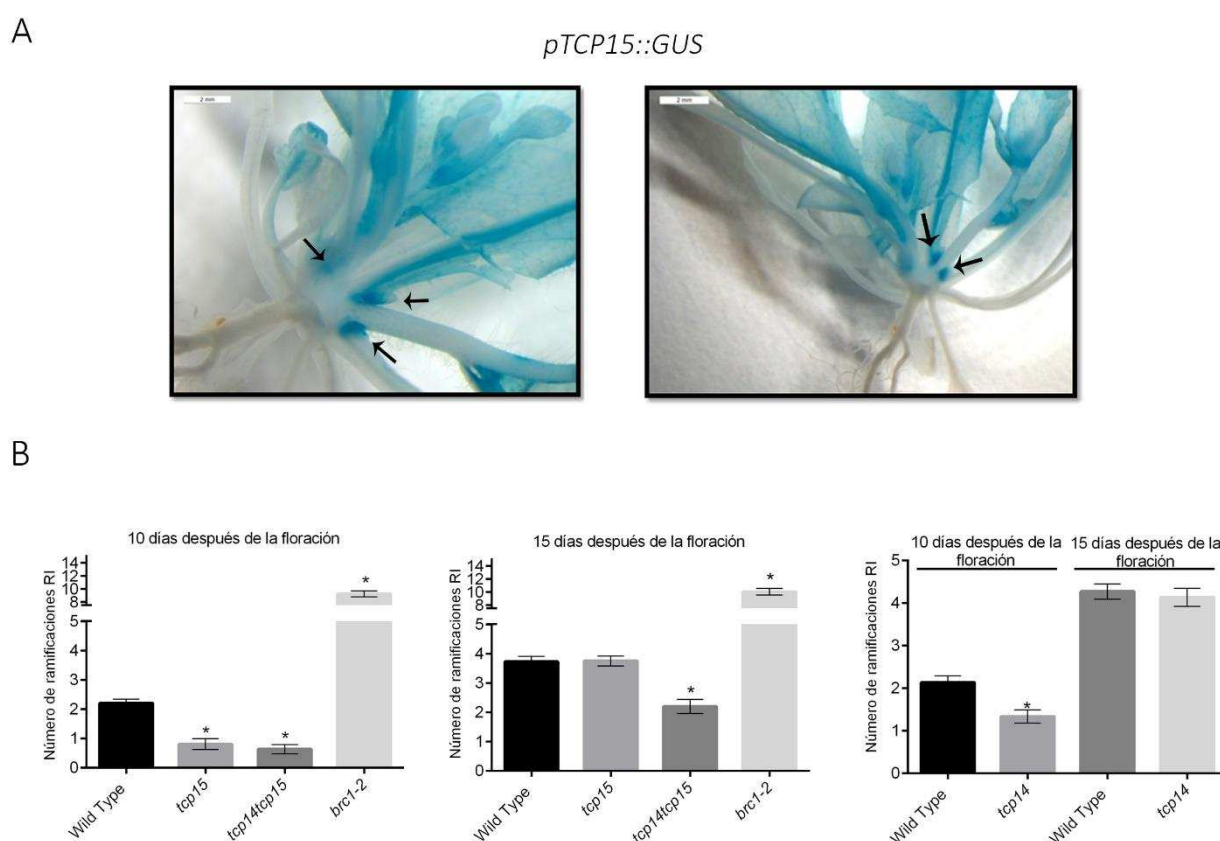 A
pTCP15::GUS
2 mm
2 mm
B
10 días después de la floración
Número de ramificaciones RI
14
12
10
8
5
4
3
2
1
0
Wild Type
tcp15
tcp14tcp15
brc1-2
*
*
*
15 días después de la floración
Número de ramificaciones RI
14
12
10
8
5
4
3
2
1
0
Wild Type
tcp15
tcp14tcp15
brc1-2
*
*
10 días después de la
floración
15 días después de la
floración
Número de ramificaciones RI
5
4
3
2
1
0
Wild Type
tcp14
Wild Type
tcp14
*